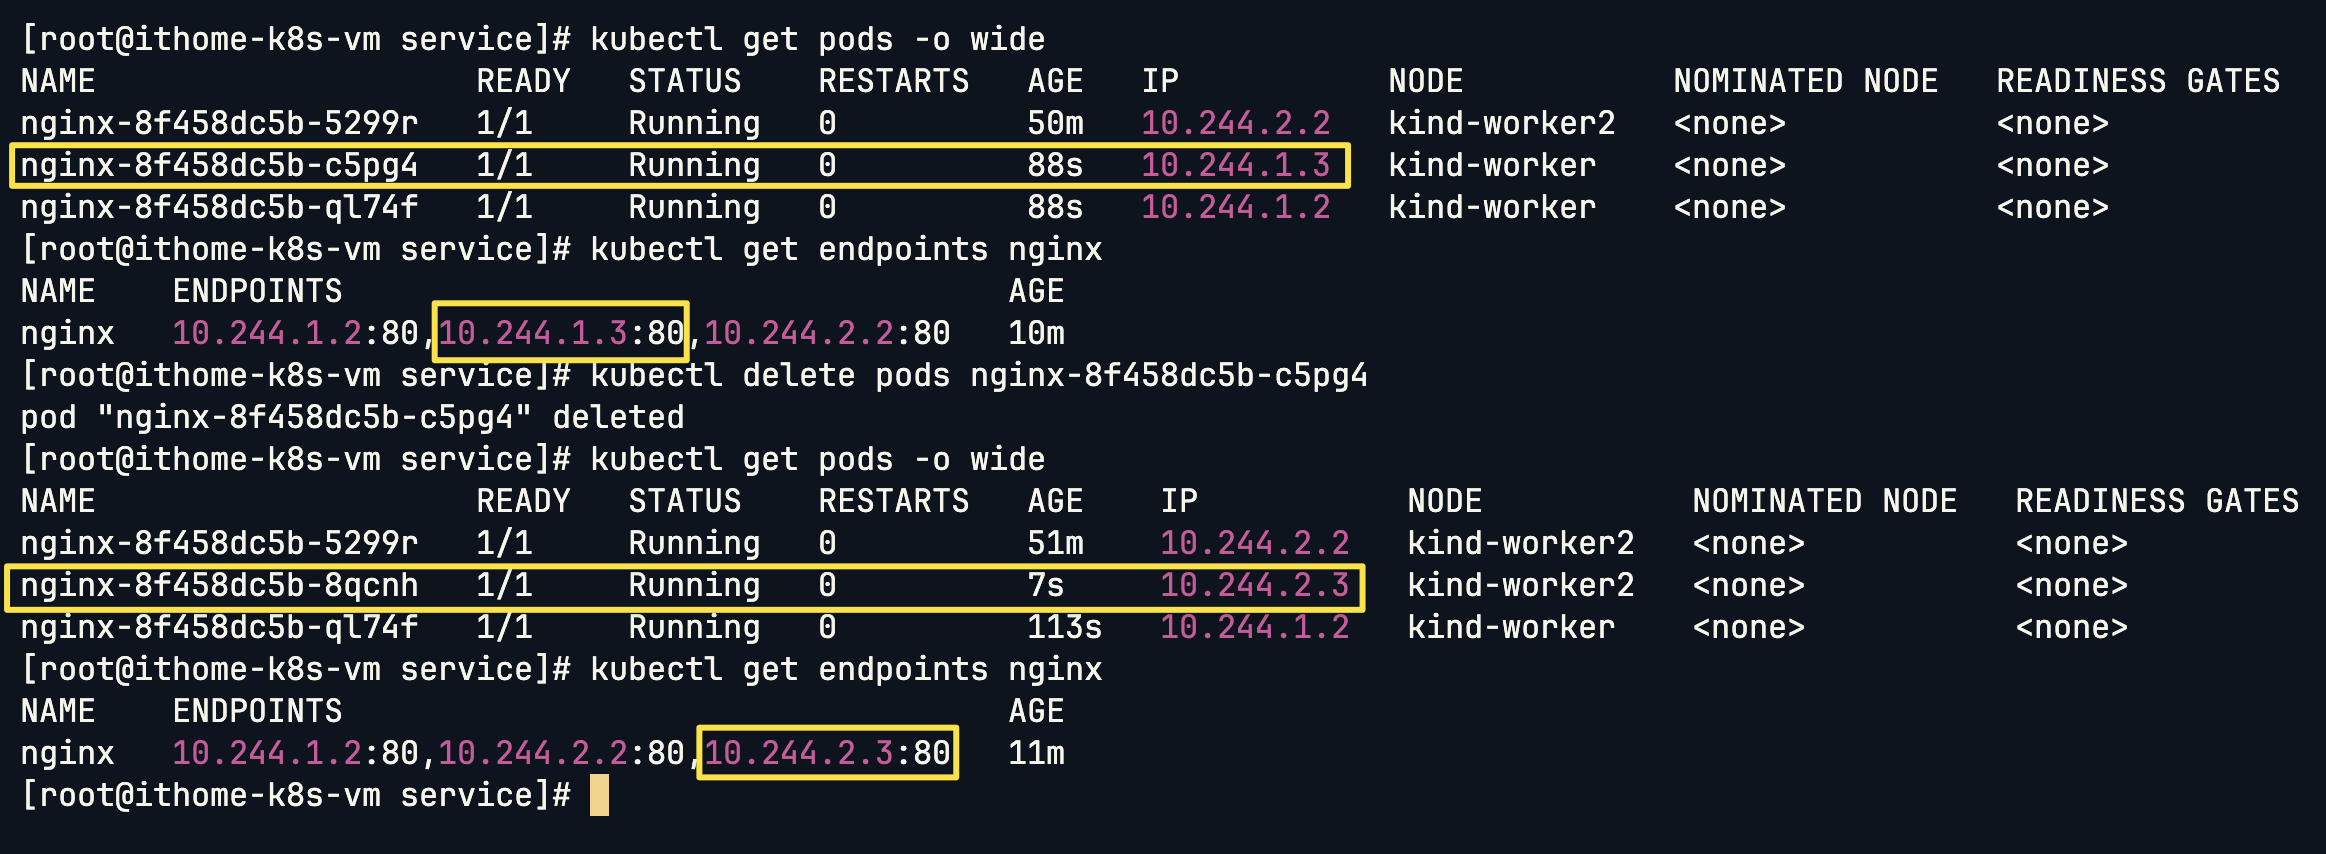 [root@ithome-k8s-vm service]# kubectl get pods -o wide
NAME                    READY   STATUS    RESTARTS   AGE   IP           NODE           NOMINATED NODE   READINESS GATES
nginx-8f458dc5b-5299r   1/1     Running   0          50m   10.244.2.2   kind-worker2   <none>           <none>
nginx-8f458dc5b-c5pg4   1/1     Running   0          88s   10.244.1.3   kind-worker    <none>           <none>
nginx-8f458dc5b-ql74f   1/1     Running   0          88s   10.244.1.2   kind-worker    <none>           <none>
[root@ithome-k8s-vm service]# kubectl get endpoints nginx
NAME    ENDPOINTS                                   AGE
nginx   10.244.1.2:80,10.244.1.3:80,10.244.2.2:80   10m
[root@ithome-k8s-vm service]# kubectl delete pods nginx-8f458dc5b-c5pg4
pod "nginx-8f458dc5b-c5pg4" deleted
[root@ithome-k8s-vm service]# kubectl get pods -o wide
NAME                    READY   STATUS    RESTARTS   AGE    IP           NODE           NOMINATED NODE   READINESS GATES
nginx-8f458dc5b-5299r   1/1     Running   0          51m    10.244.2.2   kind-worker2   <none>           <none>
nginx-8f458dc5b-8qcnh   1/1     Running   0          7s     10.244.2.3   kind-worker2   <none>           <none>
nginx-8f458dc5b-ql74f   1/1     Running   0          113s   10.244.1.2   kind-worker    <none>           <none>
[root@ithome-k8s-vm service]# kubectl get endpoints nginx
NAME    ENDPOINTS                                   AGE
nginx   10.244.1.2:80,10.244.2.2:80,10.244.2.3:80   11m
[root@ithome-k8s-vm service]#